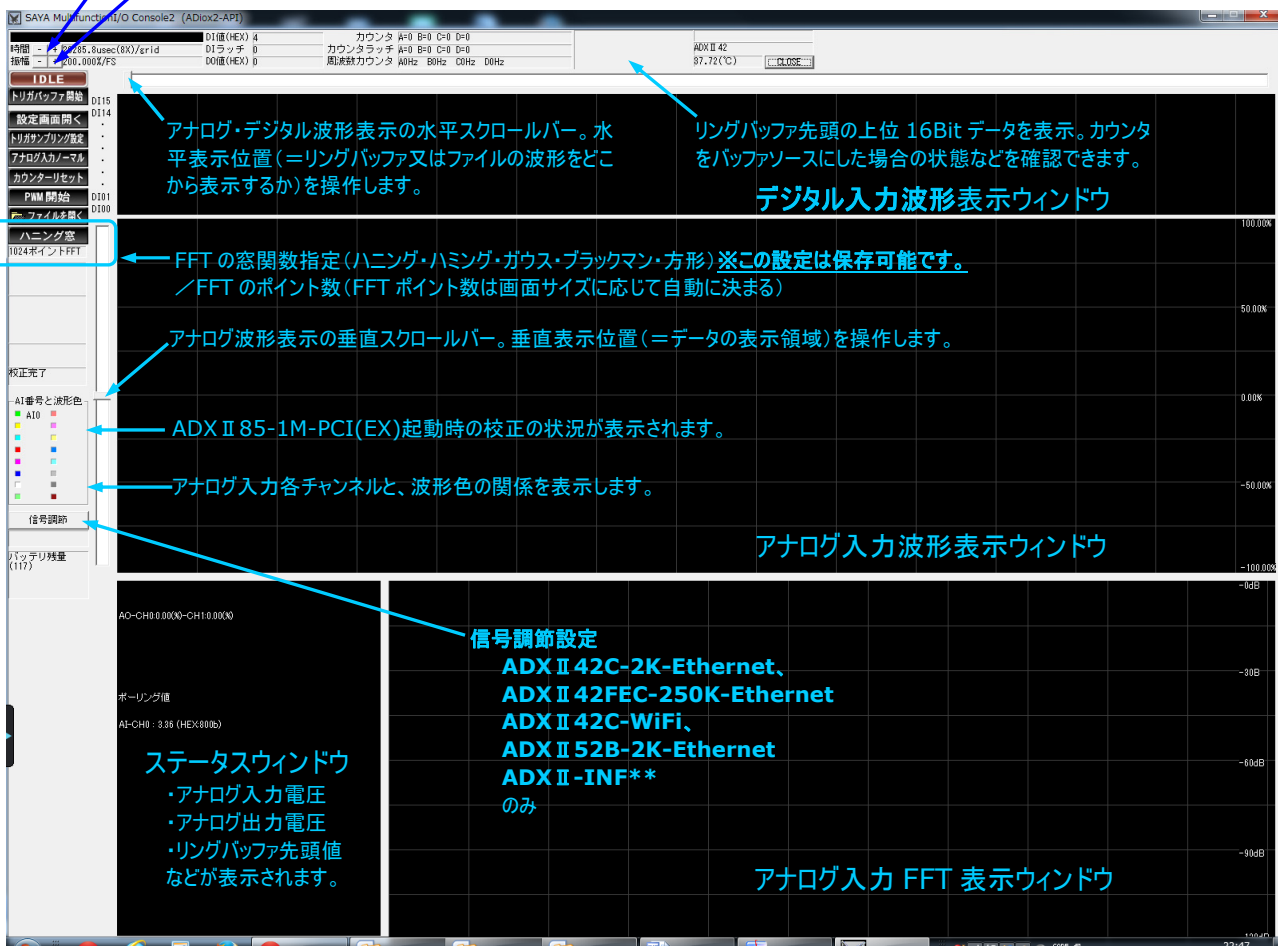 SAYA MultifunctionI/O Console2 (ADiox2-API)
DI値(HEX) 4 カウンタ A=0 B=0 C=0 D=0
時間 - + 26285.8usec(8X)/grid DIラッチ 0 カウンタラッチ A=0 B=0 C=0 D=0 ADXⅡ42
振幅 - + 200.000%/FS DO値(HEX) 0 周波数カウンタ A0Hz B0Hz C0Hz D0Hz 37.72(℃) CLOSE
IDLE
トリガバッファ開始
設定画面開く
トリガサンプリング設定
アナログ入力ノーマル
カウンターリセット
PWM開始
ファイルを開く
ハニング窓
1024ポイントFFT
DI15
DI14
・
・
・
・
・
DI01
DI00
アナログ・デジタル波形表示の水平スクロールバー。水
平表示位置(=リングバッファ又はファイルの波形をどこ
から表示するか)を操作します。
リングバッファ先頭の上位 16Bit データを表示。カウンタ
をバッファソースにした場合の状態などを確認できます。
デジタル入力波形表示ウィンドウ
100.00%
FFT の窓関数指定(ハニング・ハミング・ガウス・ブラックマン・方形)※この設定は保存可能です。
/FFT のポイント数(FFT ポイント数は画面サイズに応じて自動に決まる)
50.00%
アナログ波形表示の垂直スクロールバー。垂直表示位置(=データの表示領域)を操作します。
校正完了
0.00%
AI番号と波形色
AI0
ADXⅡ85-1M-PCI(EX)起動時の校正の状況が表示されます。
アナログ入力各チャンネルと、波形色の関係を表示します。
-50.00%
信号調節
アナログ入力波形表示ウィンドウ
バッテリ残量
(117)
-100.00%
-0dB
AO-CH0:0.00(%)-CH1:0.00(%)
信号調節設定
ADXⅡ42C-2K-Ethernet、
ADXⅡ42FEC-250K-Ethernet
ADXⅡ42C-WiFi、
ADXⅡ52B-2K-Ethernet
ADXⅡ-INF**
のみ
-30B
ポーリング値
AI-CH0 : 3.36 (HEX:800b)
ステータスウィンドウ
・アナログ入力電圧
・アナログ出力電圧
・リングバッファ先頭値
などが表示されます。
-60dB
-90dB
アナログ入力 FFT 表示ウィンドウ
-120dB
22:47